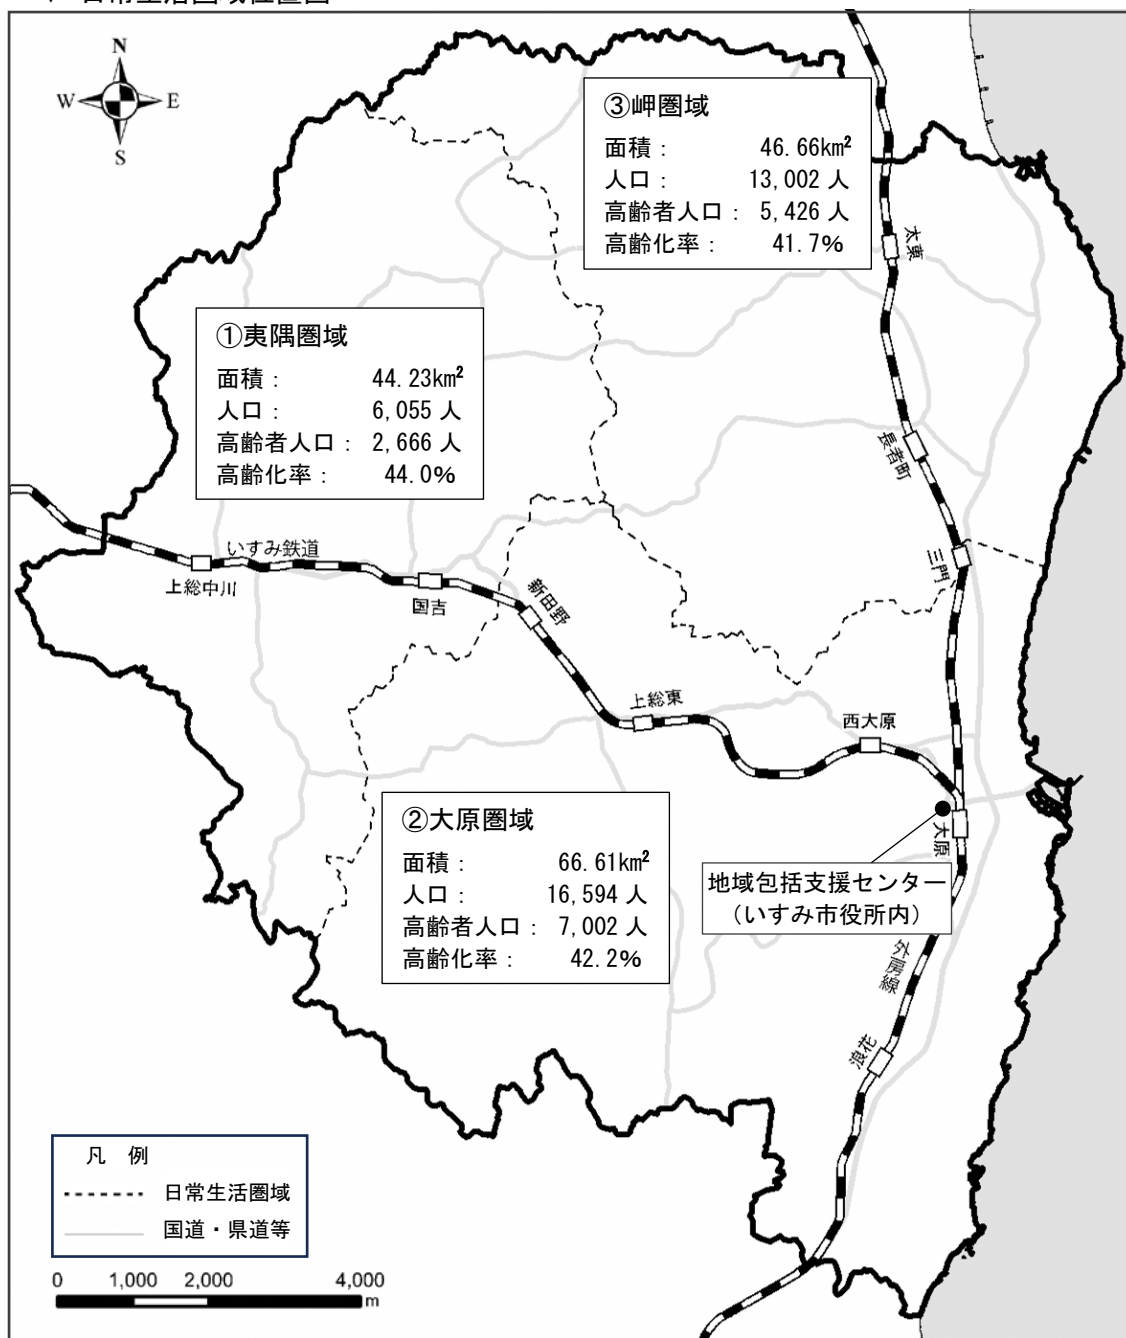 N
W E
S
③岬圏域
面積： 46.66km²
人口： 13,002 人
高齢者人口： 5,426 人
高齢化率： 41.7%
太東
①夷隅圏域
面積： 44.23km²
人口： 6,055 人
高齢者人口： 2,666 人
高齢化率： 44.0%
長者町
いすみ鉄道
三門
上総中川
国吉
新田野
上総東
西大原
②大原圏域
面積： 66.61km²
人口： 16,594 人
高齢者人口： 7,002 人
高齢化率： 42.2%
大原
地域包括支援センター
（いすみ市役所内）
外房線
浪花
凡 例
日常生活圏域
国道・県道等
0 1,000 2,000 4,000
m